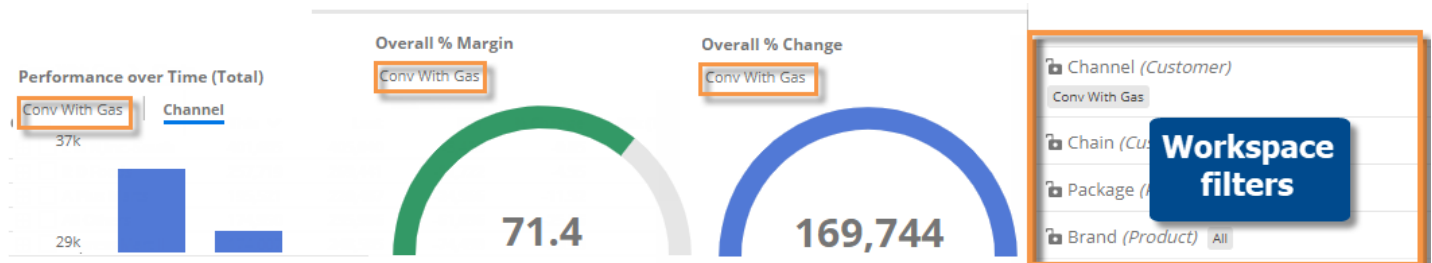 Performance over Time (Total)
Conv With Gas
Channel
37k
29k
Overall % Margin
Conv With Gas
71.4
Overall % Change
Conv With Gas
169,744
Channel (Customer)
Conv With Gas
Chain
Package
Brand (Product) All
Workspace
filters